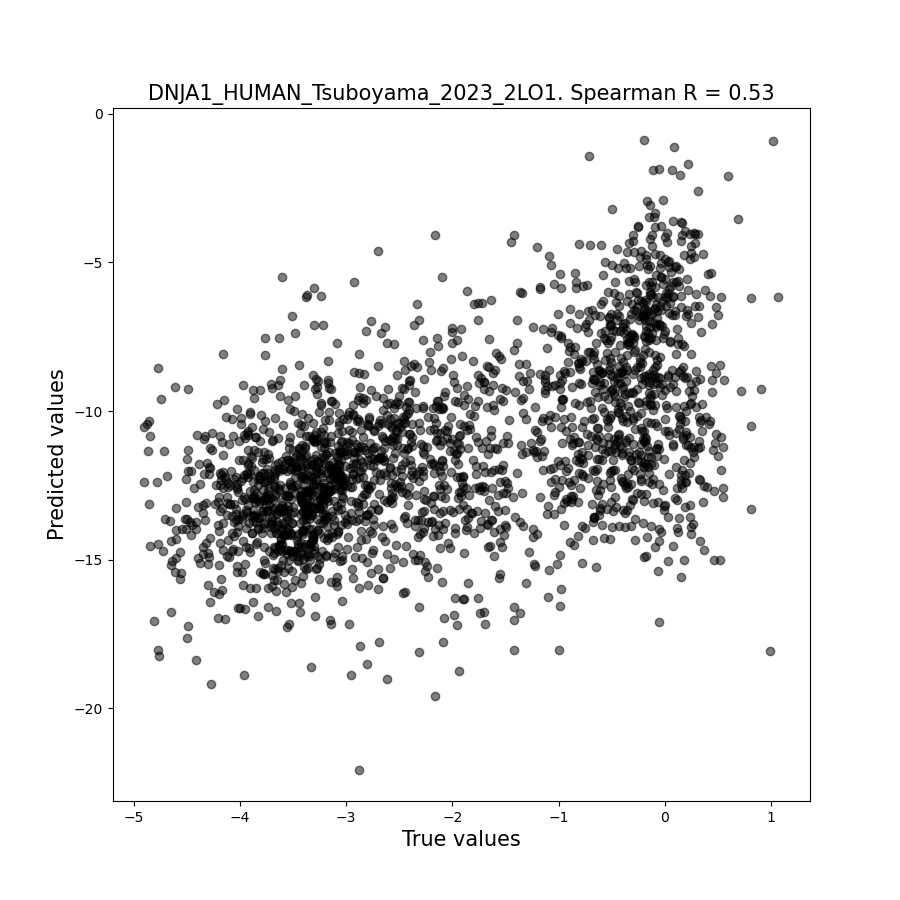 DNJA1_HUMAN_Tsuboyama_2023_2LO1. Spearman R = 0.53
0
−5
−10
−15
−20
Predicted values
−5 −4 −3 −2 −1 0 1
True values